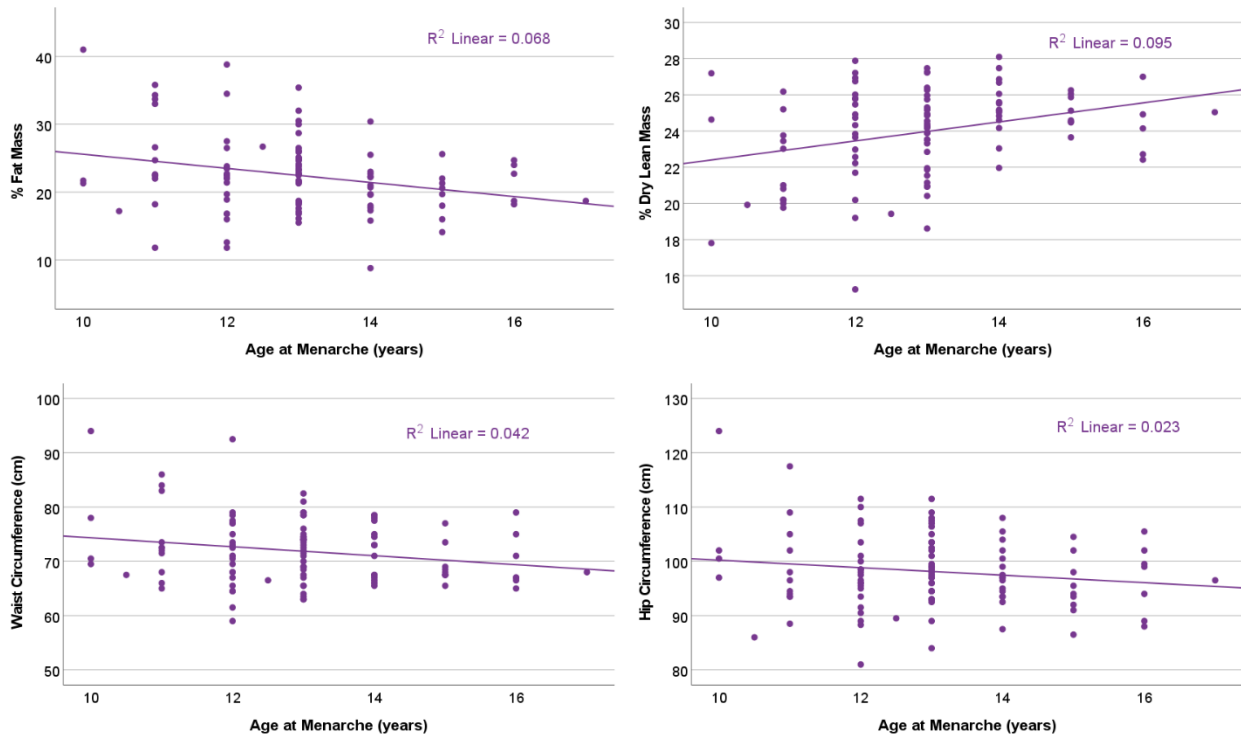 R² Linear = 0.068
% Fat Mass
40
30
20
10
10 12 14 16
Age at Menarche (years)
R² Linear = 0.095
% Dry Lean Mass
30
28
26
24
22
20
18
16
10 12 14 16
Age at Menarche (years)
R² Linear = 0.042
Waist Circumference (cm)
100
90
80
70
60
50
10 12 14 16
Age at Menarche (years)
R² Linear = 0.023
Hip Circumference (cm)
130
120
110
100
90
80
10 12 14 16
Age at Menarche (years)